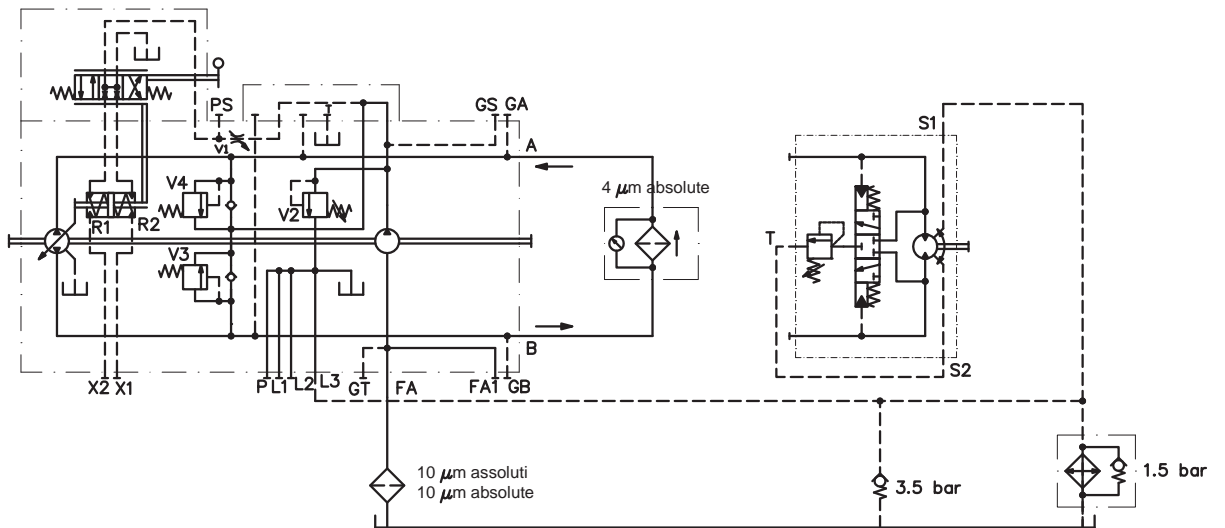 PS
V1
GS GA
A
S1
V4
V2
4 µm absolute
R1 R2
T
V3
B
S2
X2 X1
P L1 L2 L3 GT FA FA1 GB
10 µm assoluti
10 µm absolute
3.5 bar
1.5 bar